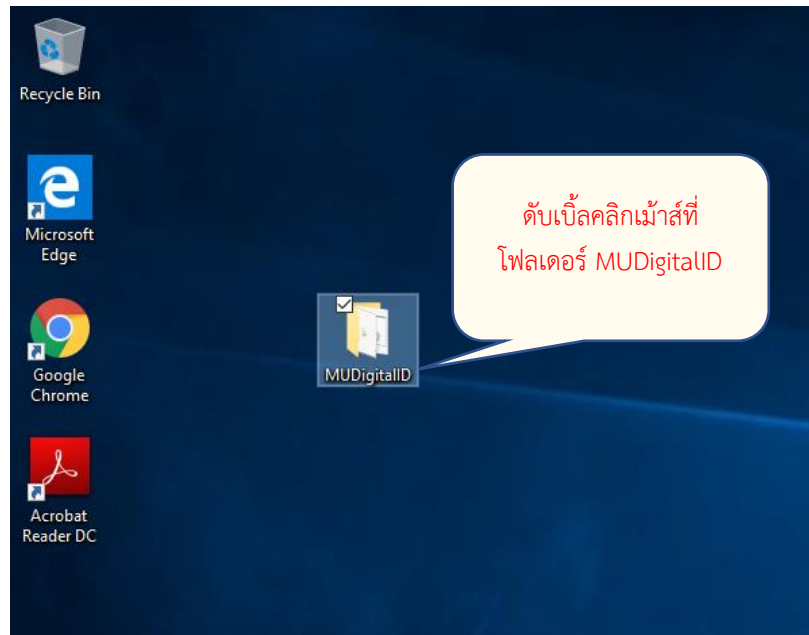 Recycle Bin
Microsoft
Edge
Google
Chrome
Acrobat
Reader DC
MUDigitalID
ดับเบิ้ลคลิกเม้าส์ที่
โฟลเดอร์ MUDigitalID